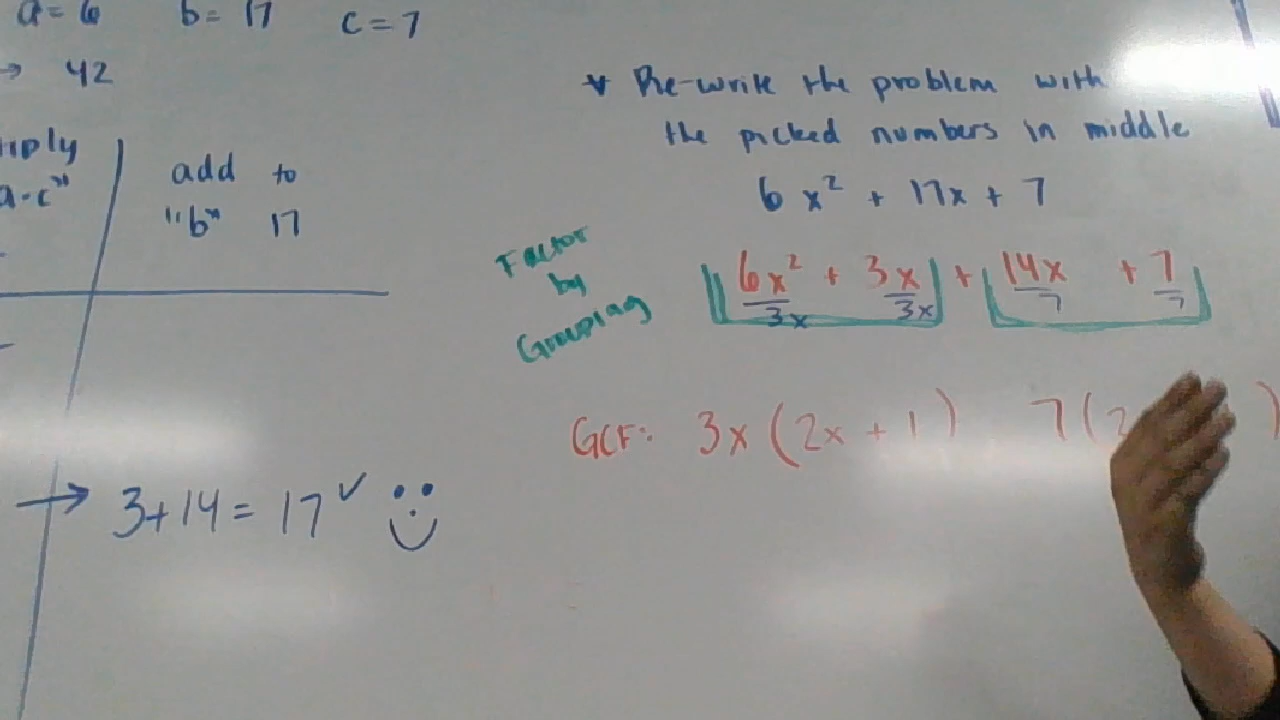 a = 6 b = 17 c = 7
→ 42
add to
"b" 17
a·c"
3+14 = 17 ✓
Re-write the problem with
the picked numbers in middle
6x² + 17x + 7
Factor
by
Grouping
6x² + 3x + 14x + 7
3x 3x 7 7
GCF: 3x(2x + 1) 7(2 )